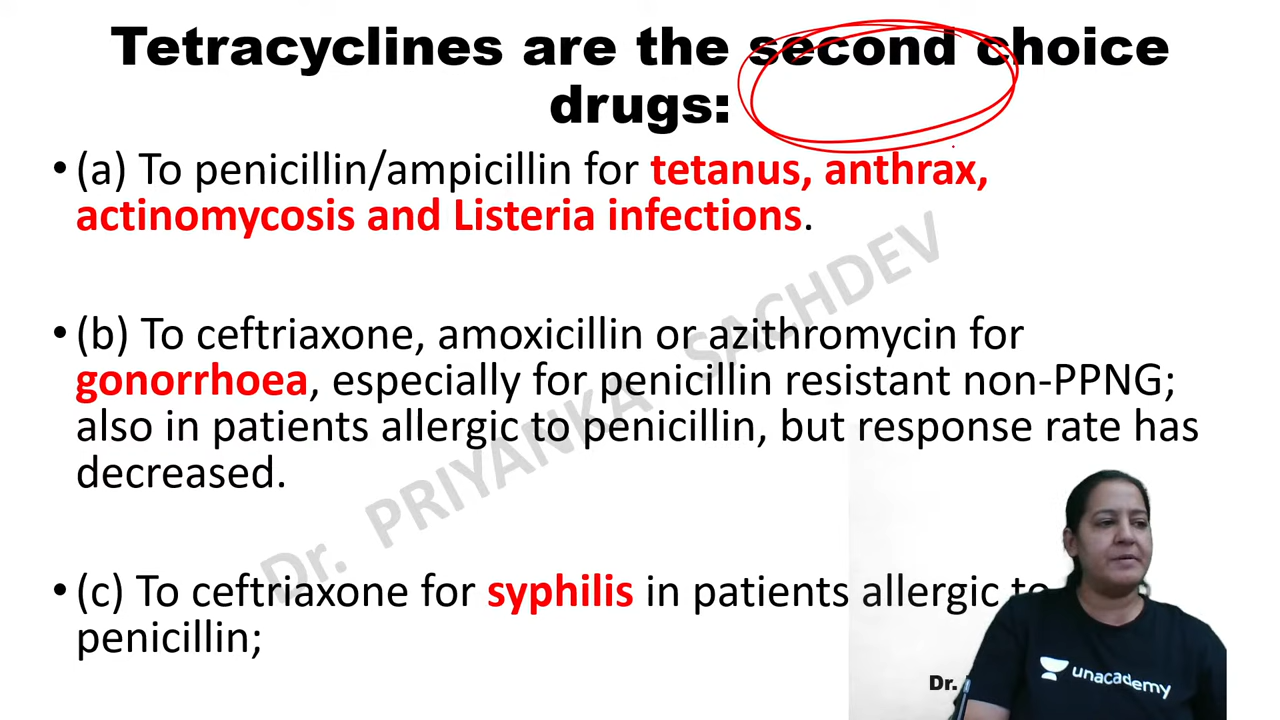 Tetracyclines are the second choice
drugs:
• (a) To penicillin/ampicillin for tetanus, anthrax,
actinomycosis and Listeria infections.
• (b) To ceftriaxone, amoxicillin or azithromycin for
gonorrhoea, especially for penicillin resistant non-PPNG;
also in patients allergic to penicillin, but response rate has
decreased.
• (c) To ceftriaxone for syphilis in patients allergic to
penicillin;
Dr. PRIYANKA SACHDEV
unacademy
Dr.